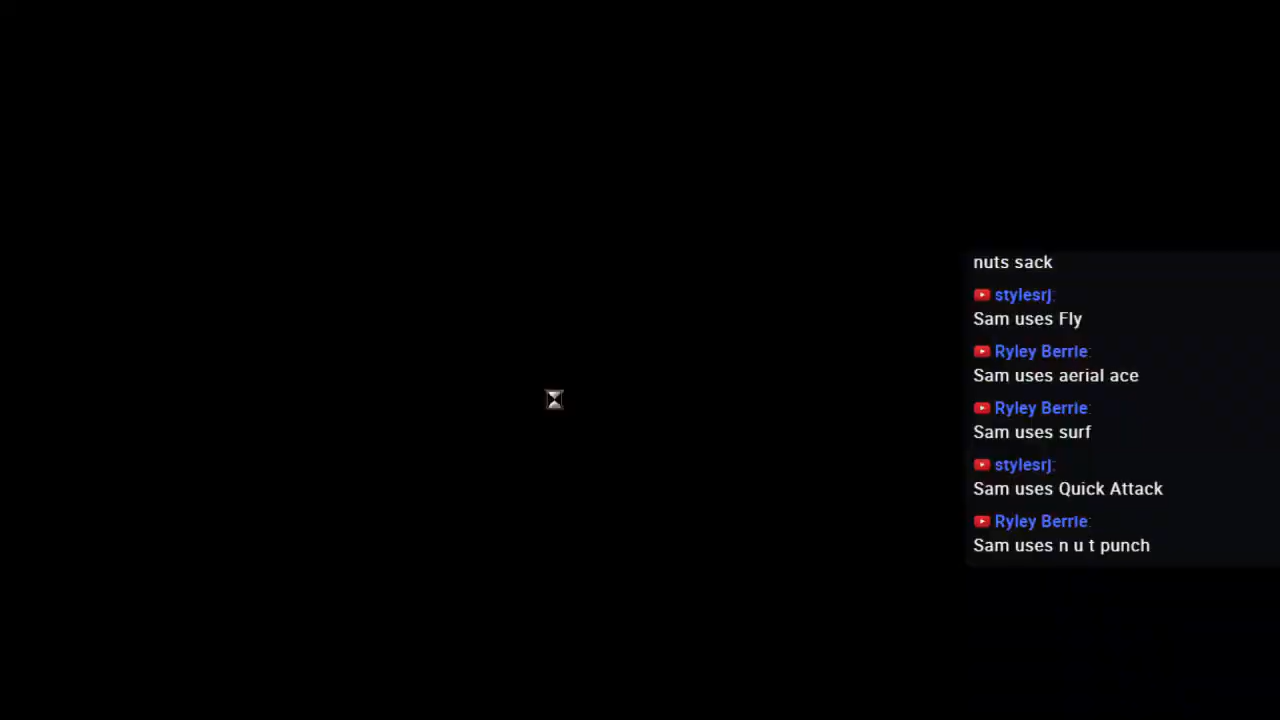 nuts sack
stylesrj:
Sam uses Fly
Ryley Berrie:
Sam uses aerial ace
Ryley Berrie:
Sam uses surf
stylesrj:
Sam uses Quick Attack
Ryley Berrie:
Sam uses n u t punch